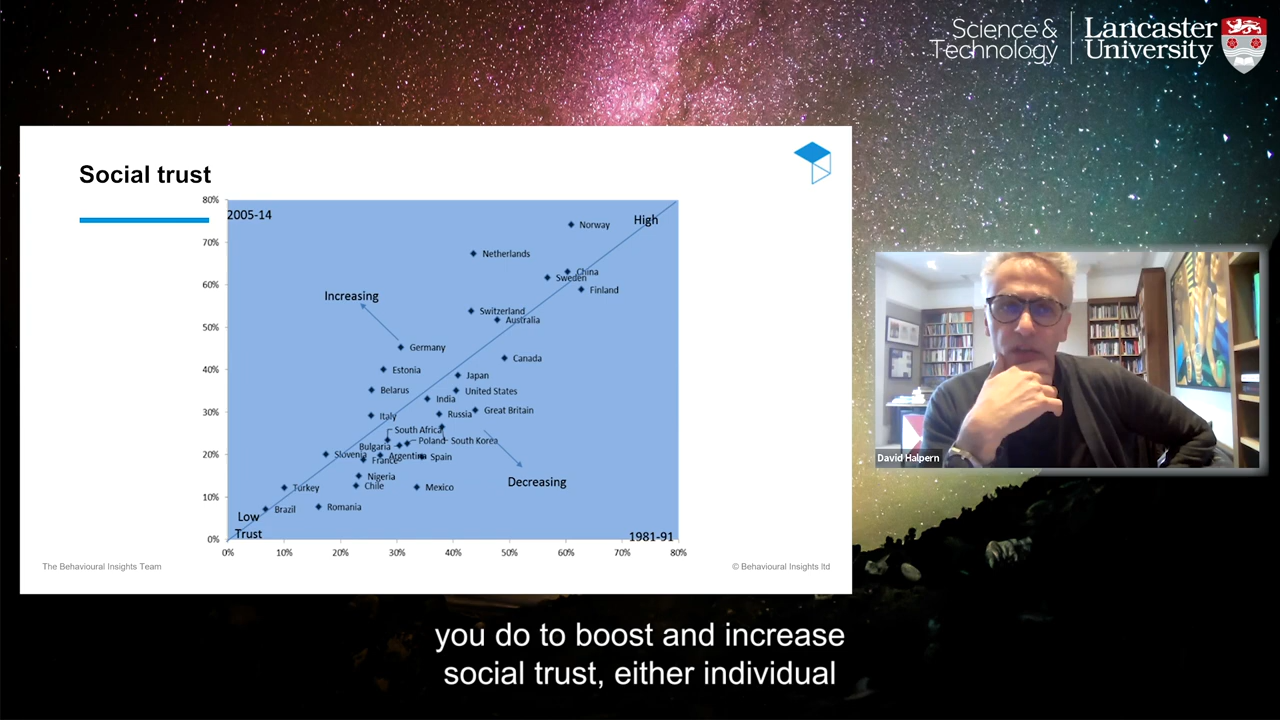 Science &
Technology
Lancaster
University
Social trust
80%
2005-14
High
Norway
70%
Netherlands
China
Sweden
60%
Finland
Increasing
Switzerland
50%
Australia
Germany
Canada
40%
Estonia
Japan
Belarus
United States
India
30%
Italy
Russia
Great Britain
South Africa
Bulgaria
Poland
South Korea
20%
Slovenia
France
Argentina
Spain
Nigeria
Decreasing
Turkey
Chile
Mexico
10%
Brazil
Romania
Low
Trust
0%
1981-91
0%
10%
20%
30%
40%
50%
60%
70%
80%
The Behavioural Insights Team
© Behavioural Insights ltd
David Halpern
you do to boost and increase
social trust, either individual